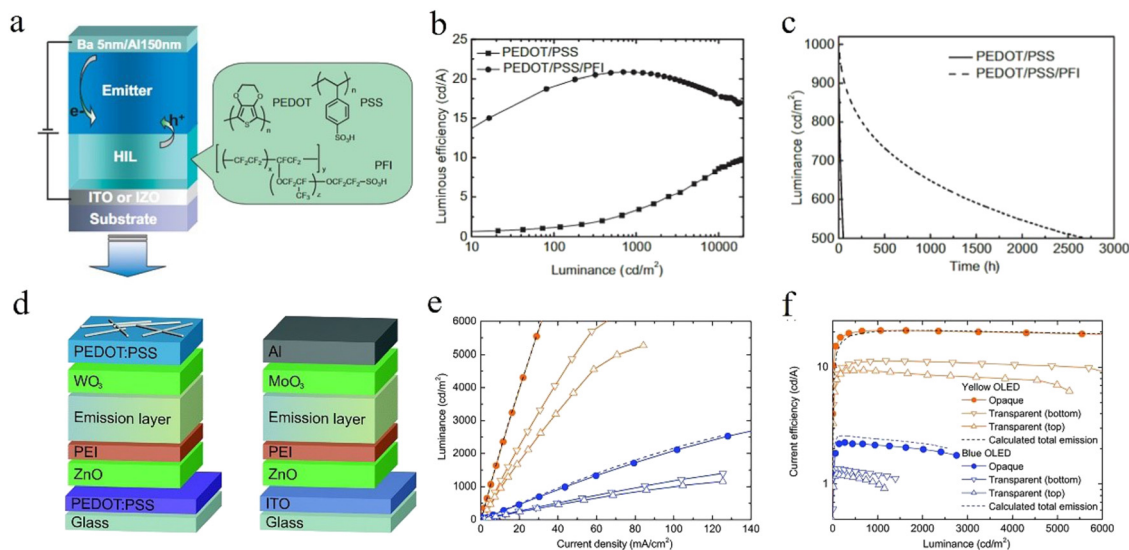 a
Ba 5nm/Al150nm
Emitter
e-
h+
HIL
ITO or IZO
Substrate
PEDOT
PSS
n
n
SO₃H
PFI
(CF₂CF₂)x CFCF₂ y
(OCF₂CF)z OCF₂CF₂-SO₃H
CF₃
b
Luminous efficiency (cd/A)
25
20
15
10
5
0
PEDOT/PSS
PEDOT/PSS/PFI
10
100
1000
10000
Luminance (cd/m²)
c
Luminance (cd/m²)
1000
900
800
700
600
500
PEDOT/PSS
PEDOT/PSS/PFI
0
500
1000
1500
2000
2500
3000
Time (h)
d
PEDOT:PSS
WO₃
Emission layer
PEI
ZnO
PEDOT:PSS
Glass
Al
MoO₃
Emission layer
PEI
ZnO
ITO
Glass
e
Luminance (cd/m²)
6000
5000
4000
3000
2000
1000
0
0
20
40
60
80
100
120
140
Current density (mA/cm²)
f
Current efficiency (cd/A)
10
1
Yellow OLED
Opaque
Transparent (bottom)
Transparent (top)
Calculated total emission
Blue OLED
Opaque
Transparent (bottom)
Transparent (top)
Calculated total emission
0
1000
2000
3000
4000
5000
6000
Luminance (cd/m²)